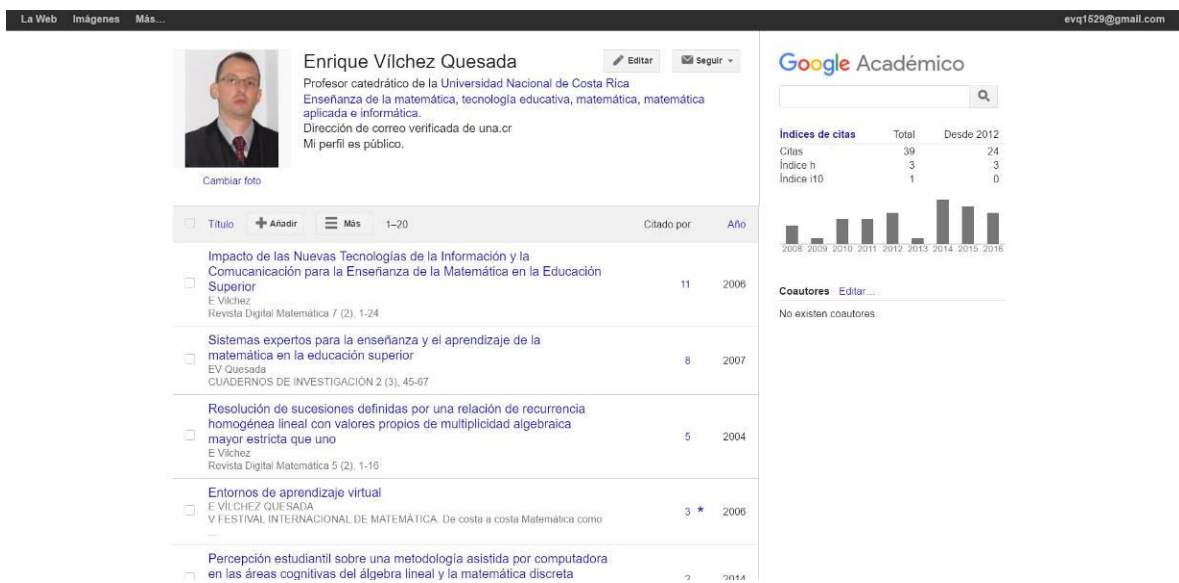 La Web Imágenes Más... evq1529@gmail.com
Enrique Vílchez Quesada
Editar
Seguir
Profesor catedrático de la Universidad Nacional de Costa Rica
Enseñanza de la matemática, tecnología educativa, matemática, matemática
aplicada e informática.
Dirección de correo verificada de una.cr
Mi perfil es público.
Cambiar foto
Google Académico
Índices de citas Total Desde 2012
Citas 39 24
Índice h 3 3
Índice i10 1 0
2008 2009 2010 2011 2012 2013 2014 2015 2016
Coautores Editar...
No existen coautores.
Título Añadir Más 1–20 Citado por Año
Impacto de las Nuevas Tecnologías de la Información y la
Comucanicación para la Enseñanza de la Matemática en la Educación
Superior 11 2006
E Vilchez
Revista Digital Matemática 7 (2), 1-24
Sistemas expertos para la enseñanza y el aprendizaje de la
matemática en la educación superior 8 2007
EV Quesada
CUADERNOS DE INVESTIGACIÓN 2 (3), 45-67
Resolución de sucesiones definidas por una relación de recurrencia
homogénea lineal con valores propios de multiplicidad algebraica
mayor estricta que uno 5 2004
E Vilchez
Revista Digital Matemática 5 (2), 1-16
Entornos de aprendizaje virtual
E VÍLCHEZ QUESADA 3 * 2006
V FESTIVAL INTERNACIONAL DE MATEMÁTICA. De costa a costa Matemática como
...
Percepción estudiantil sobre una metodología asistida por computadora
en las áreas cognitivas del álgebra lineal y la matemática discreta 2 2014